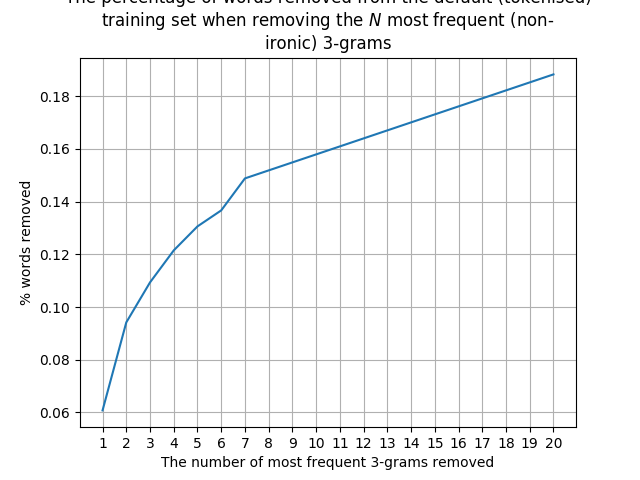 The percentage of words removed from the default (tokenised)
training set when removing the N most frequent (non-
ironic) 3-grams
0.18
0.16
0.14
0.12
0.10
0.08
0.06
% words removed
1 2 3 4 5 6 7 8 9 10 11 12 13 14 15 16 17 18 19 20
The number of most frequent 3-grams removed